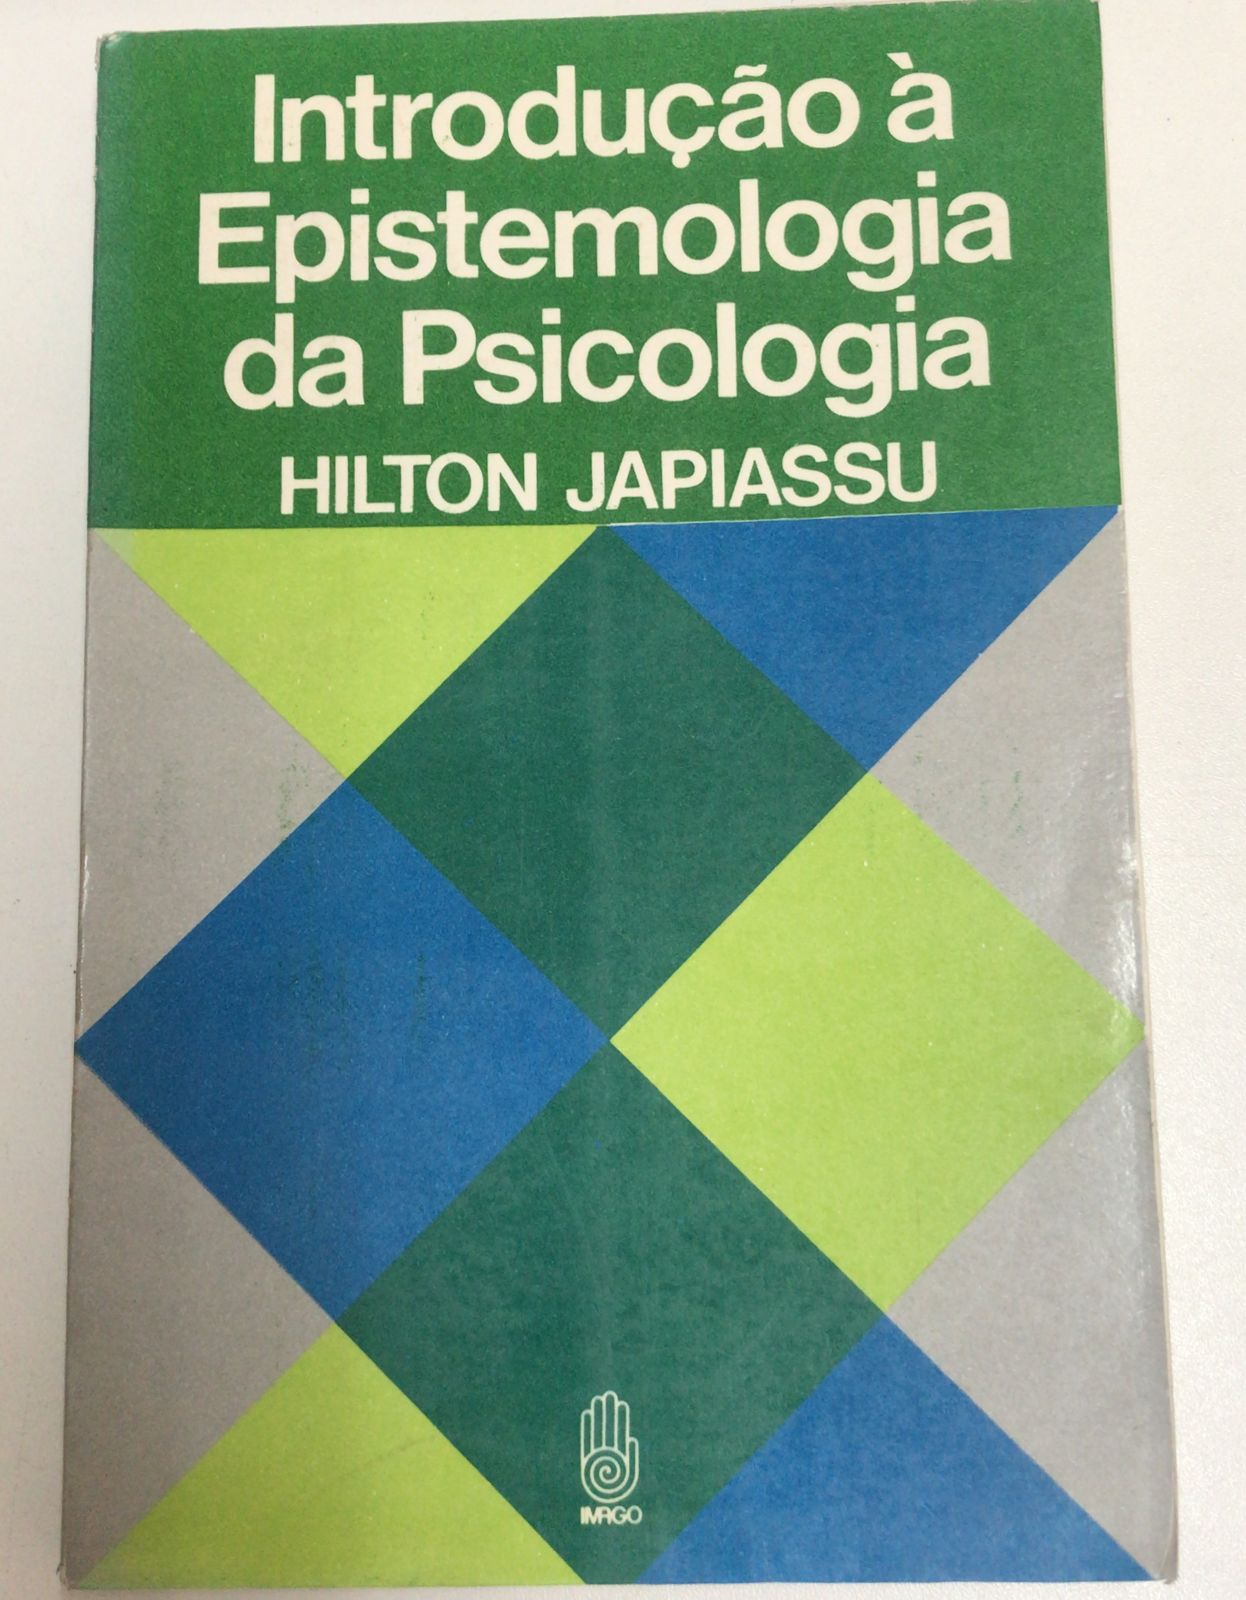 Introdução à
Epistemologia
da Psicologia
HILTON JAPIASSU
IMAGO